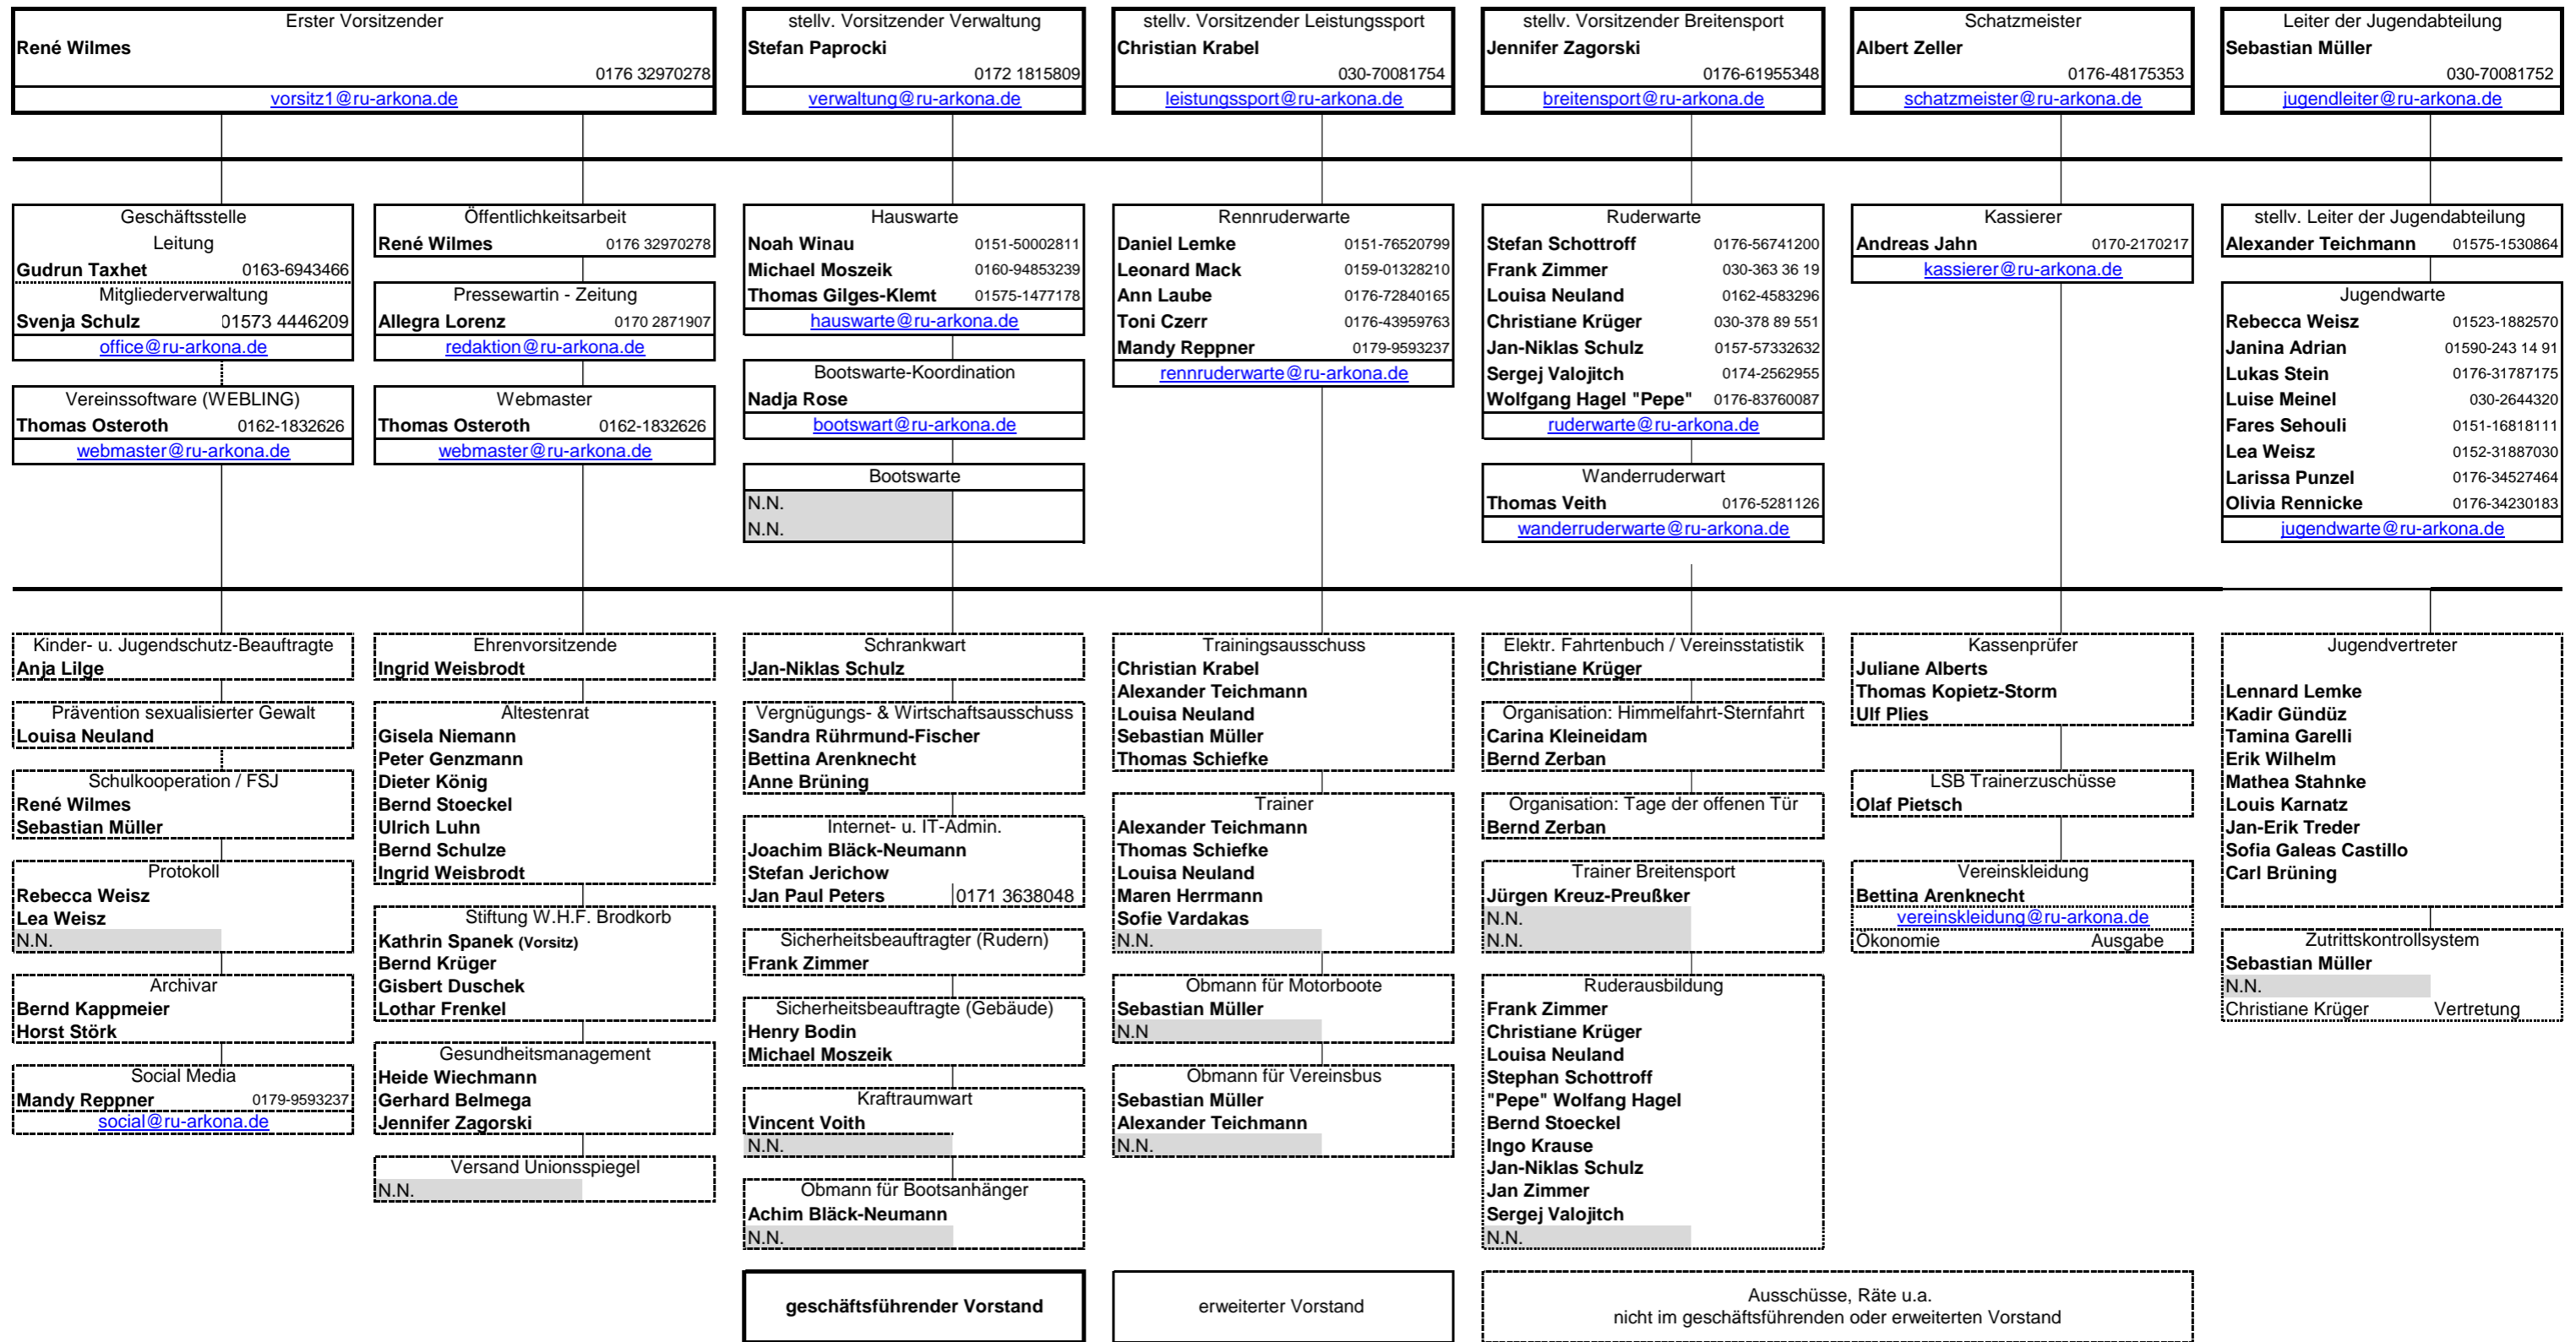 Erster Vorsitzender
René Wilmes
0176 32970278
vorsitz1@ru-arkona.de
stellv. Vorsitzender Verwaltung
Stefan Paprocki
0172 1815809
verwaltung@ru-arkona.de
stellv. Vorsitzender Leistungssport
Christian Krabel
030-70081754
leistungssport@ru-arkona.de
stellv. Vorsitzender Breitensport
Jennifer Zagorski
0176-61955348
breitensport@ru-arkona.de
Schatzmeister
Albert Zeller
0176-48175353
schatzmeister@ru-arkona.de
Leiter der Jugendabteilung
Sebastian Müller
030-70081752
jugendleiter@ru-arkona.de
Geschäftsstelle
Leitung
Gudrun Taxhet 0163-6943466
Mitgliederverwaltung
Svenja Schulz 01573 4446209
office@ru-arkona.de
Vereinssoftware (WEBLING)
Thomas Osteroth 0162-1832626
webmaster@ru-arkona.de
Öffentlichkeitsarbeit
René Wilmes 0176 32970278
Pressewartin - Zeitung
Allegra Lorenz 0170 2871907
redaktion@ru-arkona.de
Webmaster
Thomas Osteroth 0162-1832626
webmaster@ru-arkona.de
Hauswarte
Noah Winau 0151-50002811
Michael Moszeik 0160-94853239
Thomas Gilges-Klemt 01575-1477178
hauswarte@ru-arkona.de
Bootswarte-Koordination
Nadja Rose
bootswart@ru-arkona.de
Bootswarte
N.N.
N.N.
Rennruderwarte
Daniel Lemke 0151-76520799
Leonard Mack 0159-01328210
Ann Laube 0176-72840165
Toni Czerr 0176-43959763
Mandy Reppner 0179-9593237
rennruderwarte@ru-arkona.de
Ruderwarte
Stefan Schottroff 0176-56741200
Frank Zimmer 030-363 36 19
Louisa Neuland 0162-4583296
Christiane Krüger 030-378 89 551
Jan-Niklas Schulz 0157-57332632
Sergej Valojitch 0174-2562955
Wolfgang Hagel "Pepe" 0176-83760087
ruderwarte@ru-arkona.de
Wanderruderwart
Thomas Veith 0176-5281126
wanderruderwarte@ru-arkona.de
Kassierer
Andreas Jahn 0170-2170217
kassierer@ru-arkona.de
stellv. Leiter der Jugendabteilung
Alexander Teichmann 01575-1530864
Jugendwarte
Rebecca Weisz 01523-1882570
Janina Adrian 01590-243 14 91
Lukas Stein 0176-31787175
Luise Meinel 030-2644320
Fares Sehouli 0151-16818111
Lea Weisz 0152-31887030
Larissa Punzel 0176-34527464
Olivia Rennicke 0176-34230183
jugendwarte@ru-arkona.de
Kinder- u. Jugendschutz-Beauftragte
Anja Lilge
Prävention sexualisierter Gewalt
Louisa Neuland
Schulkooperation / FSJ
René Wilmes
Sebastian Müller
Protokoll
Rebecca Weisz
Lea Weisz
N.N.
Archivar
Bernd Kappmeier
Horst Störk
Social Media
Mandy Reppner 0179-9593237
social@ru-arkona.de
Ehrenvorsitzende
Ingrid Weisbrodt
Ältestenrat
Gisela Niemann
Peter Genzmann
Dieter König
Bernd Stoeckel
Ulrich Luhn
Bernd Schulze
Ingrid Weisbrodt
Stiftung W.H.F. Brodkorb
Kathrin Spanek (Vorsitz)
Bernd Krüger
Gisbert Duschek
Lothar Frenkel
Gesundheitsmanagement
Heide Wiechmann
Gerhard Belmega
Jennifer Zagorski
Versand Unionsspiegel
N.N.
Schrankwart
Jan-Niklas Schulz
Vergnügungs- & Wirtschaftsausschuss
Sandra Rührmund-Fischer
Bettina Arenknecht
Anne Brüning
Internet- u. IT-Admin.
Joachim Bläck-Neumann
Stefan Jerichow
Jan Paul Peters 0171 3638048
Sicherheitsbeauftragter (Rudern)
Frank Zimmer
Sicherheitsbeauftragte (Gebäude)
Henry Bodin
Michael Moszeik
Kraftraumwart
Vincent Voith
N.N.
Obmann für Bootsanhänger
Achim Bläck-Neumann
N.N.
Trainingsausschuss
Christian Krabel
Alexander Teichmann
Louisa Neuland
Sebastian Müller
Thomas Schiefke
Trainer
Alexander Teichmann
Thomas Schiefke
Louisa Neuland
Maren Herrmann
Sofie Vardakas
N.N.
Obmann für Motorboote
Sebastian Müller
N.N
Obmann für Vereinsbus
Sebastian Müller
Alexander Teichmann
N.N.
Elektr. Fahrtenbuch / Vereinsstatistik
Christiane Krüger
Organisation: Himmelfahrt-Sternfahrt
Carina Kleineidam
Bernd Zerban
Organisation: Tage der offenen Tür
Bernd Zerban
Trainer Breitensport
Jürgen Kreuz-Preußker
N.N.
N.N.
Ruderausbildung
Frank Zimmer
Christiane Krüger
Louisa Neuland
Stephan Schottroff
"Pepe" Wolfang Hagel
Bernd Stoeckel
Ingo Krause
Jan-Niklas Schulz
Jan Zimmer
Sergej Valojitch
N.N.
Kassenprüfer
Juliane Alberts
Thomas Kopietz-Storm
Ulf Plies
LSB Trainerzuschüsse
Olaf Pietsch
Vereinskleidung
Bettina Arenknecht
vereinskleidung@ru-arkona.de
Ökonomie Ausgabe
Jugendvertreter
Lennard Lemke
Kadir Gündüz
Tamina Garelli
Erik Wilhelm
Mathea Stahnke
Louis Karnatz
Jan-Erik Treder
Sofia Galeas Castillo
Carl Brüning
Zutrittskontrollsystem
Sebastian Müller
N.N.
Christiane Krüger Vertretung
geschäftsführender Vorstand
erweiterter Vorstand
Ausschüsse, Räte u.a.
nicht im geschäftsführenden oder erweiterten Vorstand